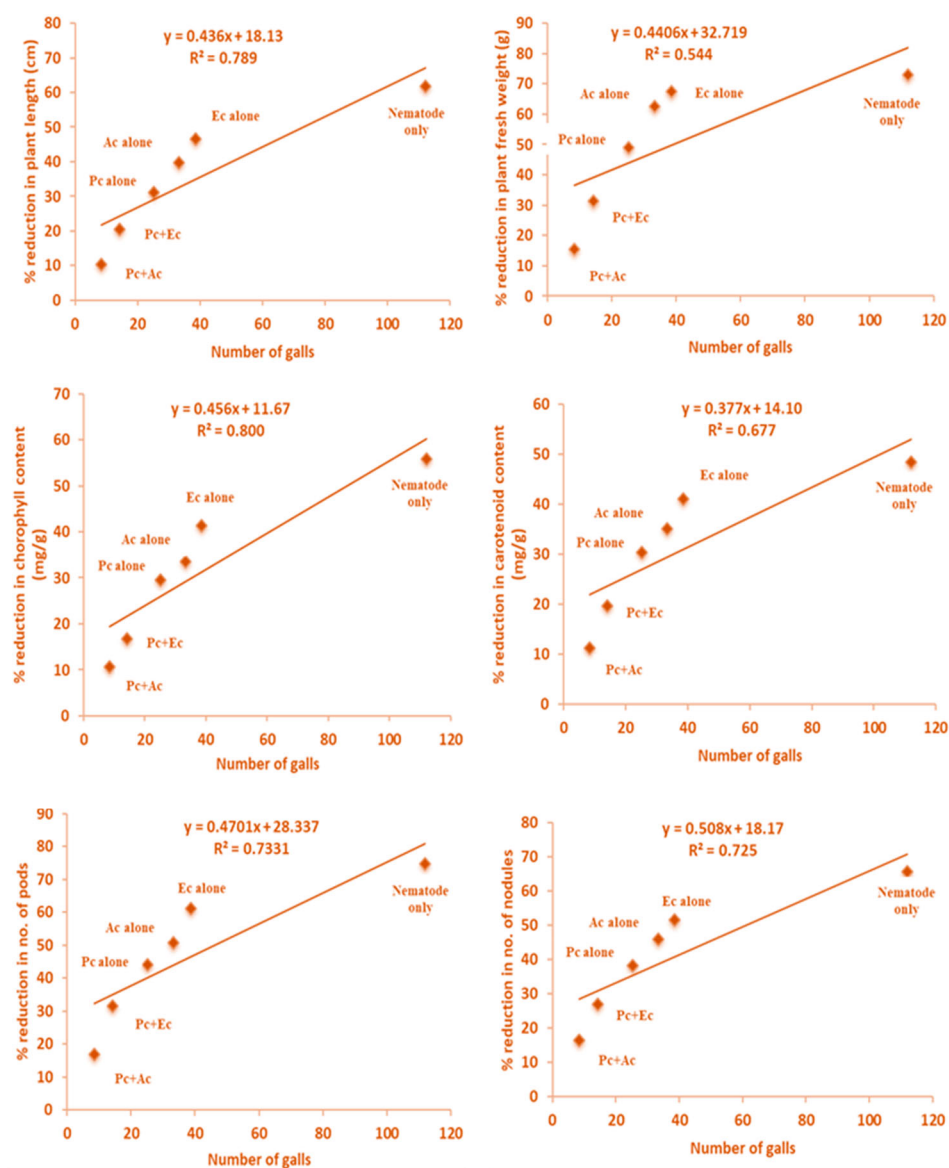 % reduction in plant length (cm)
80
70
60
50
40
30
20
10
0
y = 0.436x + 18.13
R² = 0.789
Ec alone
Ac alone
Pc alone
Pc+Ec
Pc+Ac
Nematode
only
0 20 40 60 80 100 120
Number of galls
% reduction in plant fresh weight (g)
90
80
70
60
50
40
30
20
10
0
y = 0.4406x + 32.719
R² = 0.544
Ac alone
Ec alone
Pc alone
Pc+Ec
Pc+Ac
Nematode
only
0 20 40 60 80 100 120
Number of galls
% reduction in chorophyll content
(mg/g)
70
60
50
40
30
20
10
0
y = 0.456x + 11.67
R² = 0.800
Ec alone
Ac alone
Pc alone
Pc+Ec
Pc+Ac
Nematode
only
0 20 40 60 80 100 120
Number of galls
% reduction in carotenoid content
(mg/g)
60
50
40
30
20
10
0
y = 0.377x + 14.10
R² = 0.677
Ec alone
Ac alone
Pc alone
Pc+Ec
Pc+Ac
Nematode
only
0 20 40 60 80 100 120
Number of galls
% reduction in no. of pods
90
80
70
60
50
40
30
20
10
0
y = 0.4701x + 28.337
R² = 0.7331
Ec alone
Ac alone
Pc alone
Pc+Ec
Pc+Ac
Nematode
only
0 20 40 60 80 100 120
Number of galls
% reduction in no. of nodules
80
70
60
50
40
30
20
10
0
y = 0.508x + 18.17
R² = 0.725
Ec alone
Ac alone
Pc alone
Pc+Ec
Pc+Ac
Nematode
only
0 20 40 60 80 100 120
Number of galls